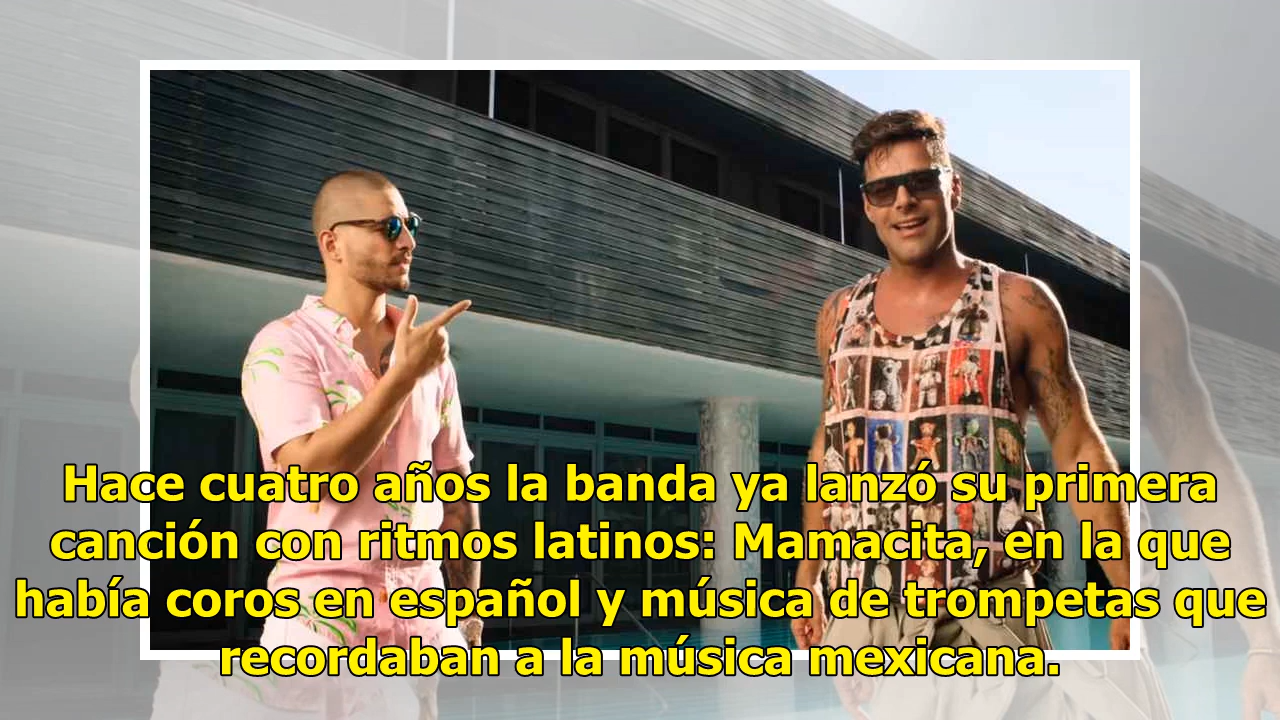 Hace cuatro años la banda ya lanzó su primera
canción con ritmos latinos: Mamacita, en la que
había coros en español y música de trompetas que
recordaban a la música mexicana.